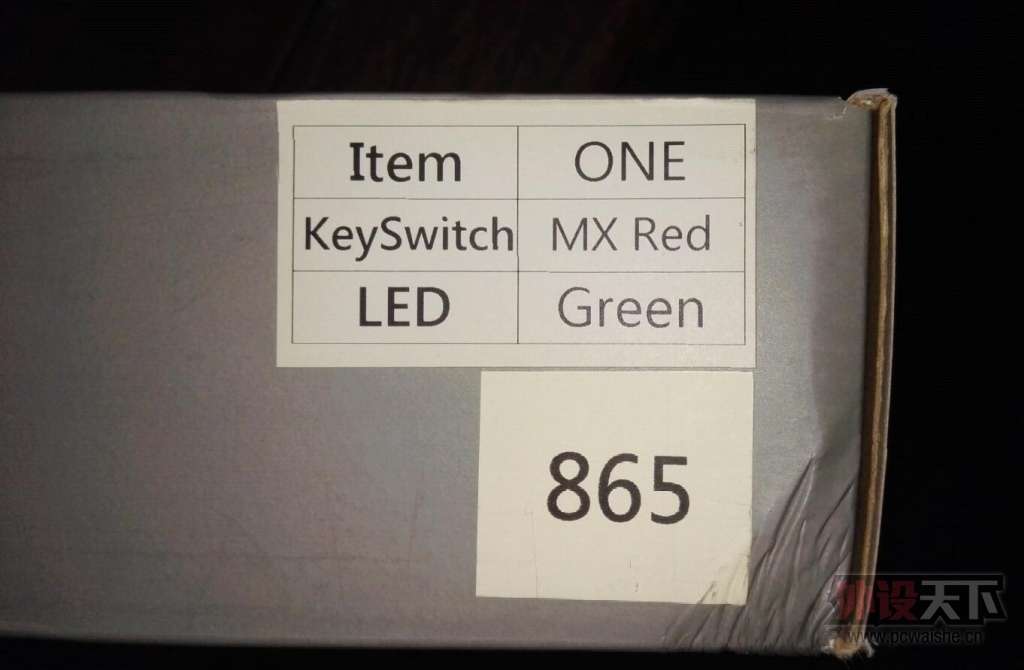 Item ONE
KeySwitch MX Red
LED Green
865
外设天下
www.pcwaishe.cn